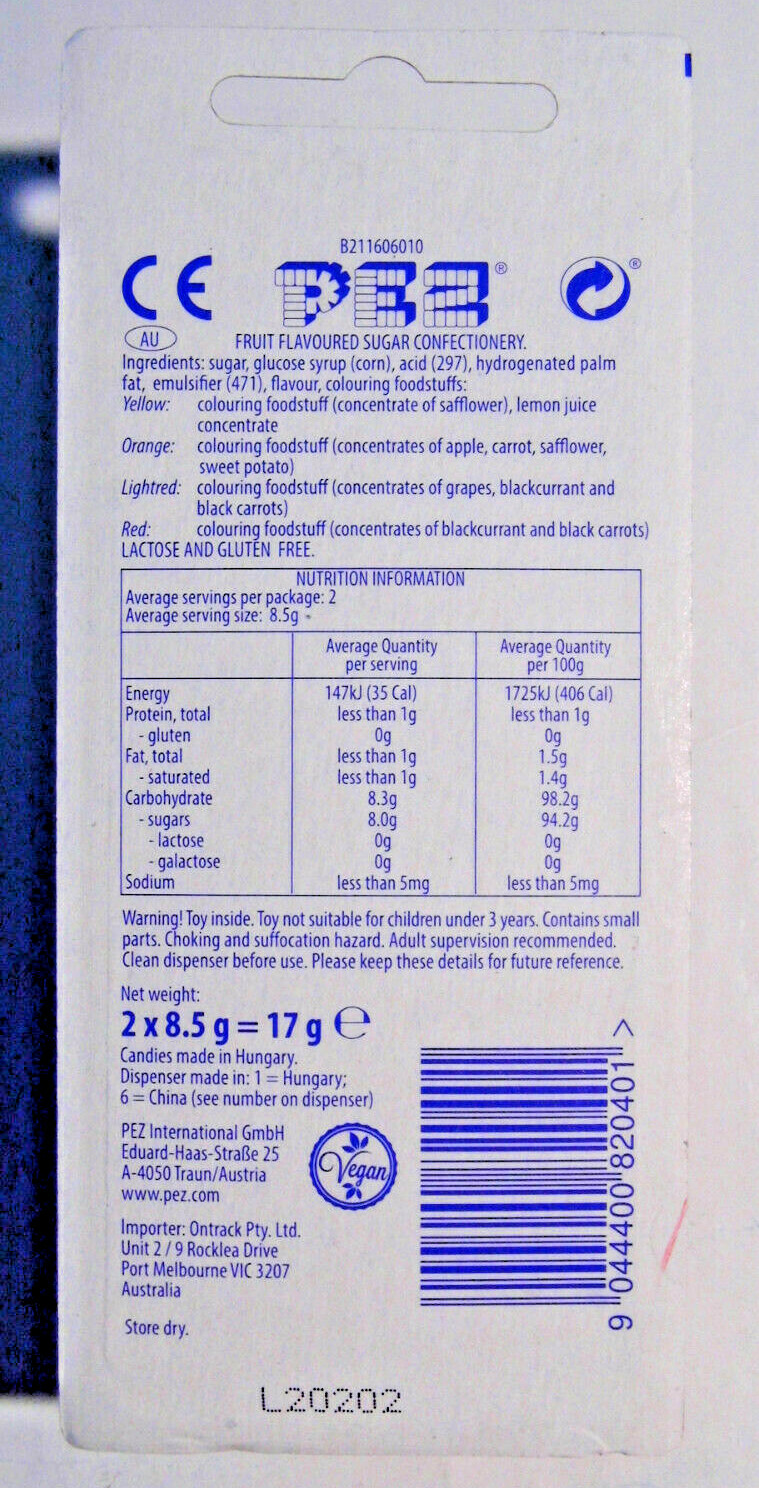 B211606010
CE PEZ® ®
AU
FRUIT FLAVOURED SUGAR CONFECTIONERY.
Ingredients: sugar, glucose syrup (corn), acid (297), hydrogenated palm
fat, emulsifier (471), flavour, colouring foodstuffs:
Yellow: colouring foodstuff (concentrate of safflower), lemon juice
concentrate
Orange: colouring foodstuff (concentrates of apple, carrot, safflower,
sweet potato)
Lightred: colouring foodstuff (concentrates of grapes, blackcurrant and
black carrots)
Red: colouring foodstuff (concentrates of blackcurrant and black carrots)
LACTOSE AND GLUTEN FREE.
NUTRITION INFORMATION
Average servings per package: 2
Average serving size: 8.5g
Average Quantity per serving Average Quantity per 100g
Energy 147kJ (35 Cal) 1725kJ (406 Cal)
Protein, total less than 1g less than 1g
- gluten 0g 0g
Fat, total less than 1g 1.5g
- saturated less than 1g 1.4g
Carbohydrate 8.3g 98.2g
- sugars 8.0g 94.2g
- lactose 0g 0g
- galactose 0g 0g
Sodium less than 5mg less than 5mg
Warning! Toy inside. Toy not suitable for children under 3 years. Contains small
parts. Choking and suffocation hazard. Adult supervision recommended.
Clean dispenser before use. Please keep these details for future reference.
Net weight:
2 x 8.5 g = 17 g ℮
Candies made in Hungary.
Dispenser made in: 1 = Hungary;
6 = China (see number on dispenser)
PEZ International GmbH
Eduard-Haas-Straße 25
A-4050 Traun/Austria
www.pez.com
Vegan
Importer: Ontrack Pty. Ltd.
Unit 2 / 9 Rocklea Drive
Port Melbourne VIC 3207
Australia
Store dry.
9 044400 820401 >
L20202